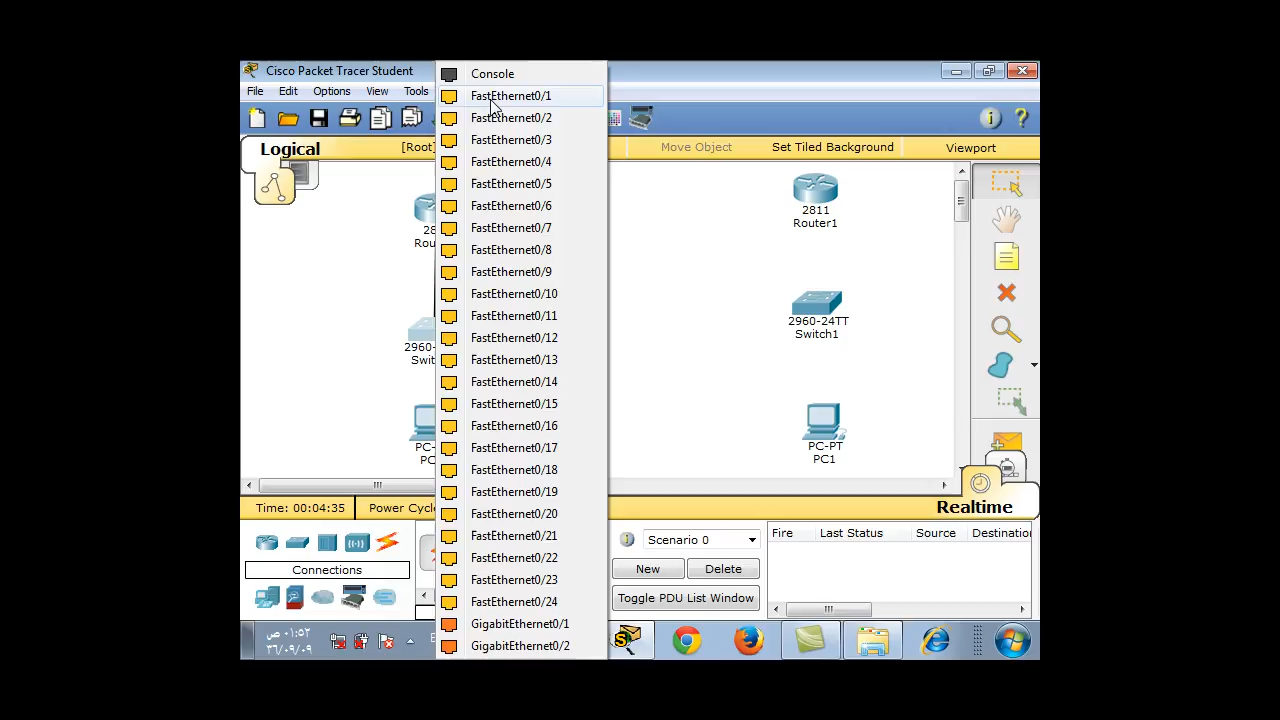 Cisco Packet Tracer Student
File Edit Options View Tools
Logical
[Root]
Move Object
Set Tiled Background
Viewport
Console
FastEthernet0/1
FastEthernet0/2
FastEthernet0/3
FastEthernet0/4
FastEthernet0/5
FastEthernet0/6
FastEthernet0/7
FastEthernet0/8
FastEthernet0/9
FastEthernet0/10
FastEthernet0/11
FastEthernet0/12
FastEthernet0/13
FastEthernet0/14
FastEthernet0/15
FastEthernet0/16
FastEthernet0/17
FastEthernet0/18
FastEthernet0/19
FastEthernet0/20
FastEthernet0/21
FastEthernet0/22
FastEthernet0/23
FastEthernet0/24
GigabitEthernet0/1
GigabitEthernet0/2
2811
Router1
2960-24TT
Switch1
PC-PT
PC1
Time: 00:04:35
Realtime
Connections
Scenario 0
New
Delete
Toggle PDU List Window
Fire Last Status Source
٠١:٥٢ ص
٣٦/٠٩/٠٩